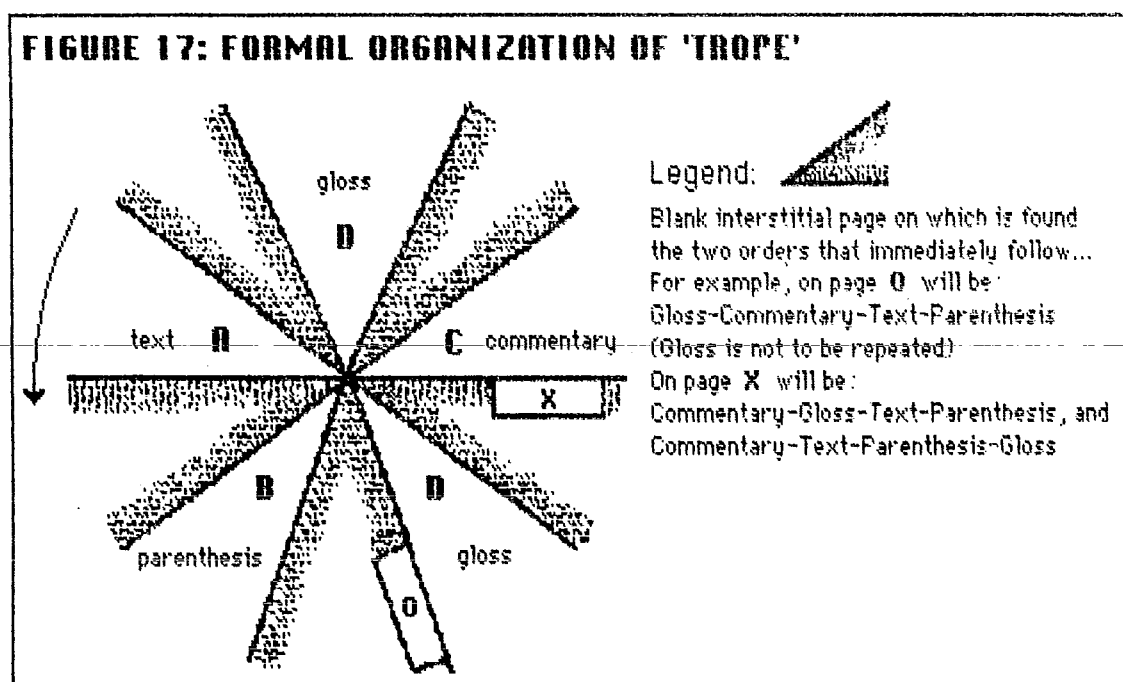 FIGURE 17: FORMAL ORGANIZATION OF 'TROPE'
gloss
D
text A
C commentary
X
B
parenthesis
D
gloss
O
Legend:
Blank interstitial page on which is found
the two orders that immediately follow...
For example, on page O will be:
Gloss-Commentary-Text-Parenthesis
(Gloss is not to be repeated)
On page X will be:
Commentary-Gloss-Text-Parenthesis, and
Commentary-Text-Parenthesis-Gloss